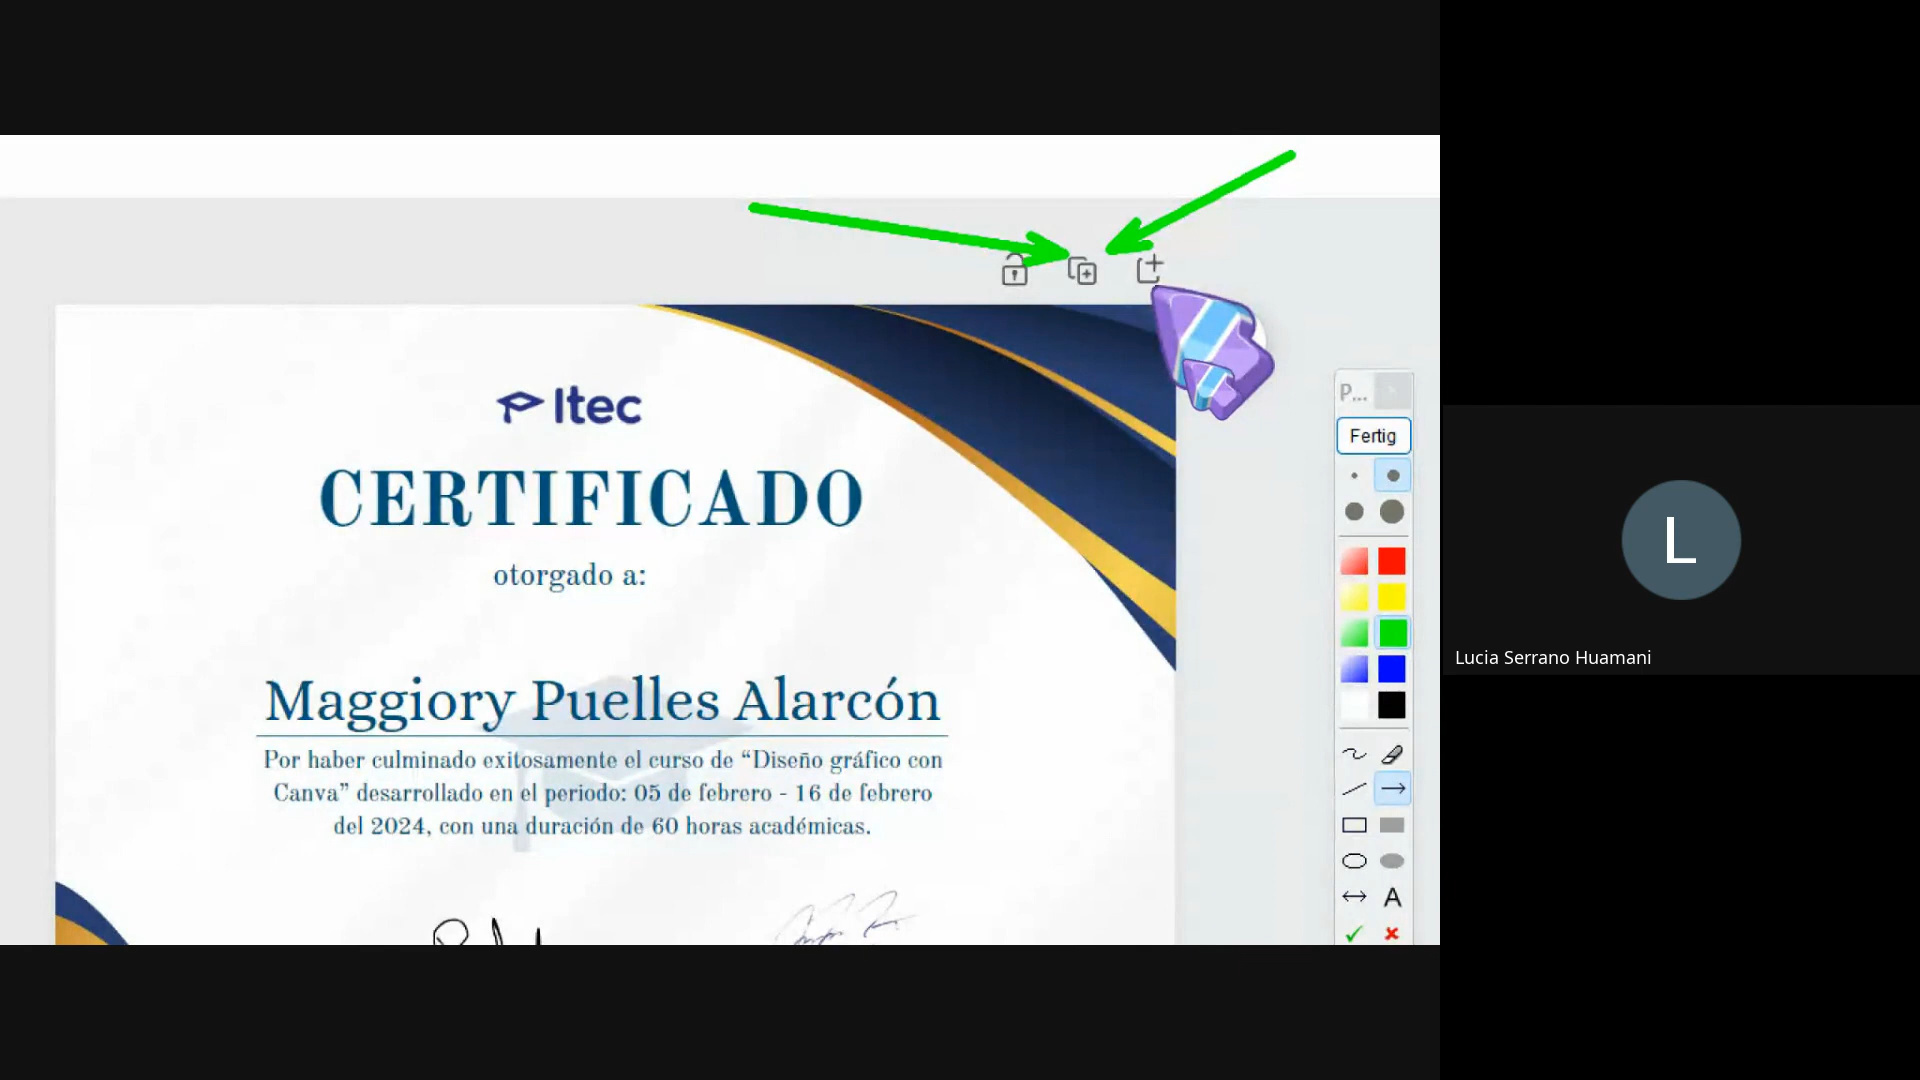 P...
Fertig
Itec
CERTIFICADO
otorgado a:
Maggiory Puelles Alarcón
Por haber culminado exitosamente el curso de “Diseño gráfico con
Canva” desarrollado en el periodo: 05 de febrero - 16 de febrero
del 2024, con una duración de 60 horas académicas.
A
L
Lucia Serrano Huamani